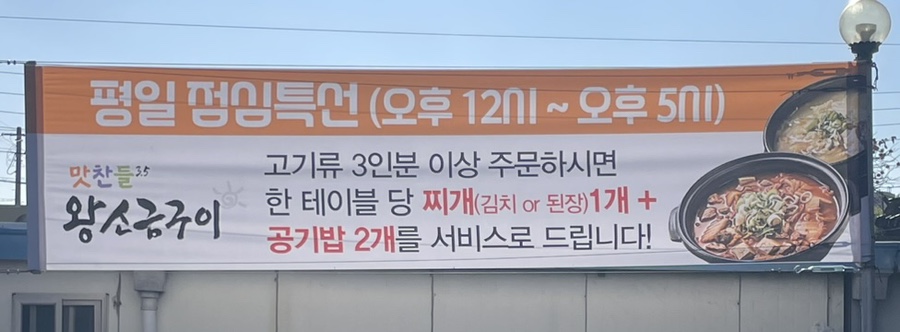 평일 점심특선 (오후 12시 ~ 오후 5시)
고기류 3인분 이상 주문하시면
한 테이블 당 찌개(김치 or 된장)1개 +
공기밥 2개를 서비스로 드립니다!
맛찬들 3.5
왕소금구이